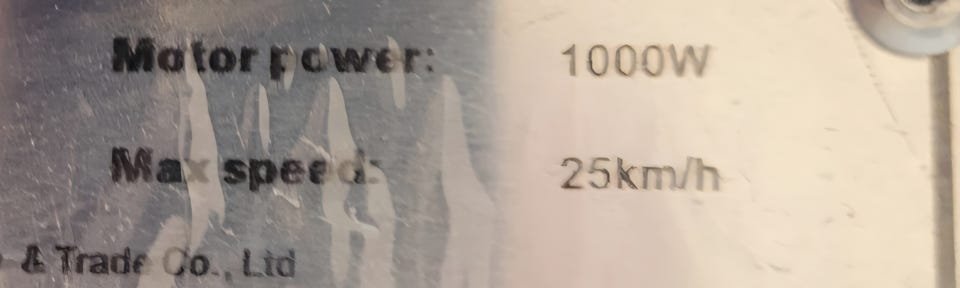 Motor power: 1000W
Max speed: 25km/h
& Trade Co., Ltd